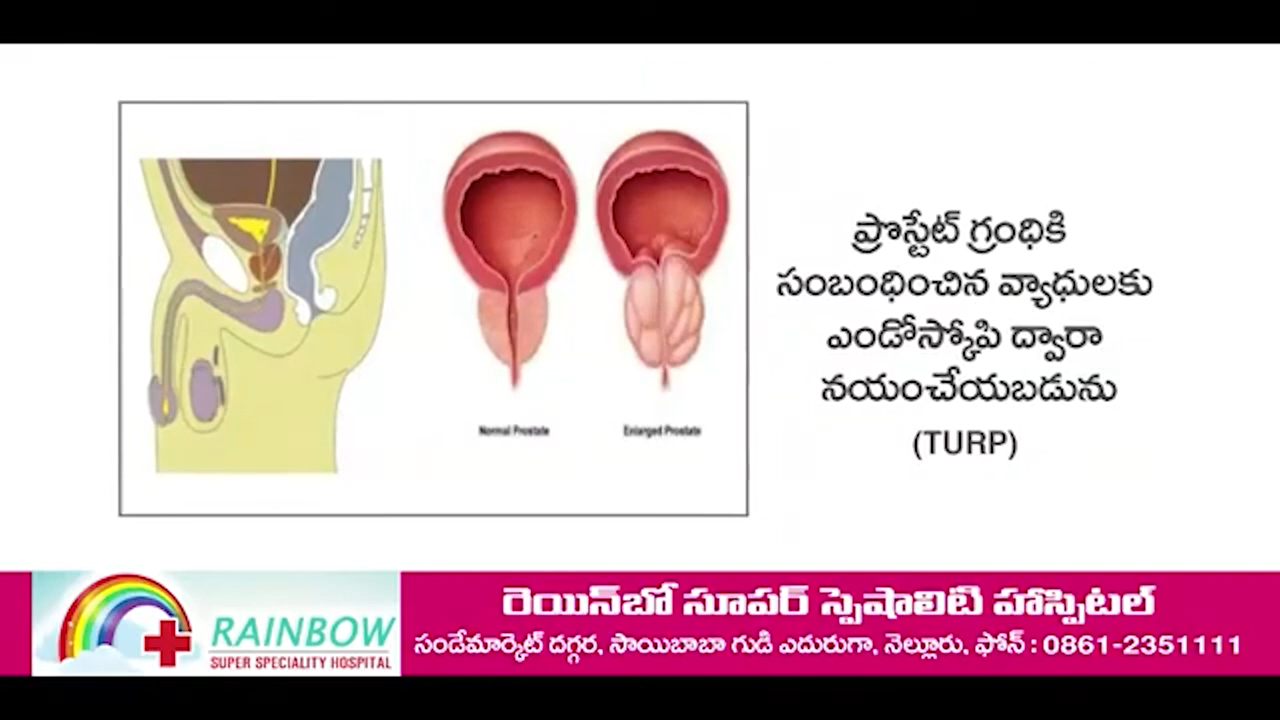 ప్రొస్టేట్ గ్రంధికి
సంబంధించిన వ్యాధులకు
ఎండోస్కోపి ద్వారా
నయంచేయబడును
(TURP)
Normal Prostate
Enlarged Prostate
RAINBOW
SUPER SPECIALITY HOSPITAL
రెయిన్‌బో సూపర్ స్పెషాలిటి హాస్పిటల్
సండేమార్కెట్ దగ్గర, సాయిబాబా గుడి ఎదురుగా, నెల్లూరు, ఫోన్ : 0861-2351111